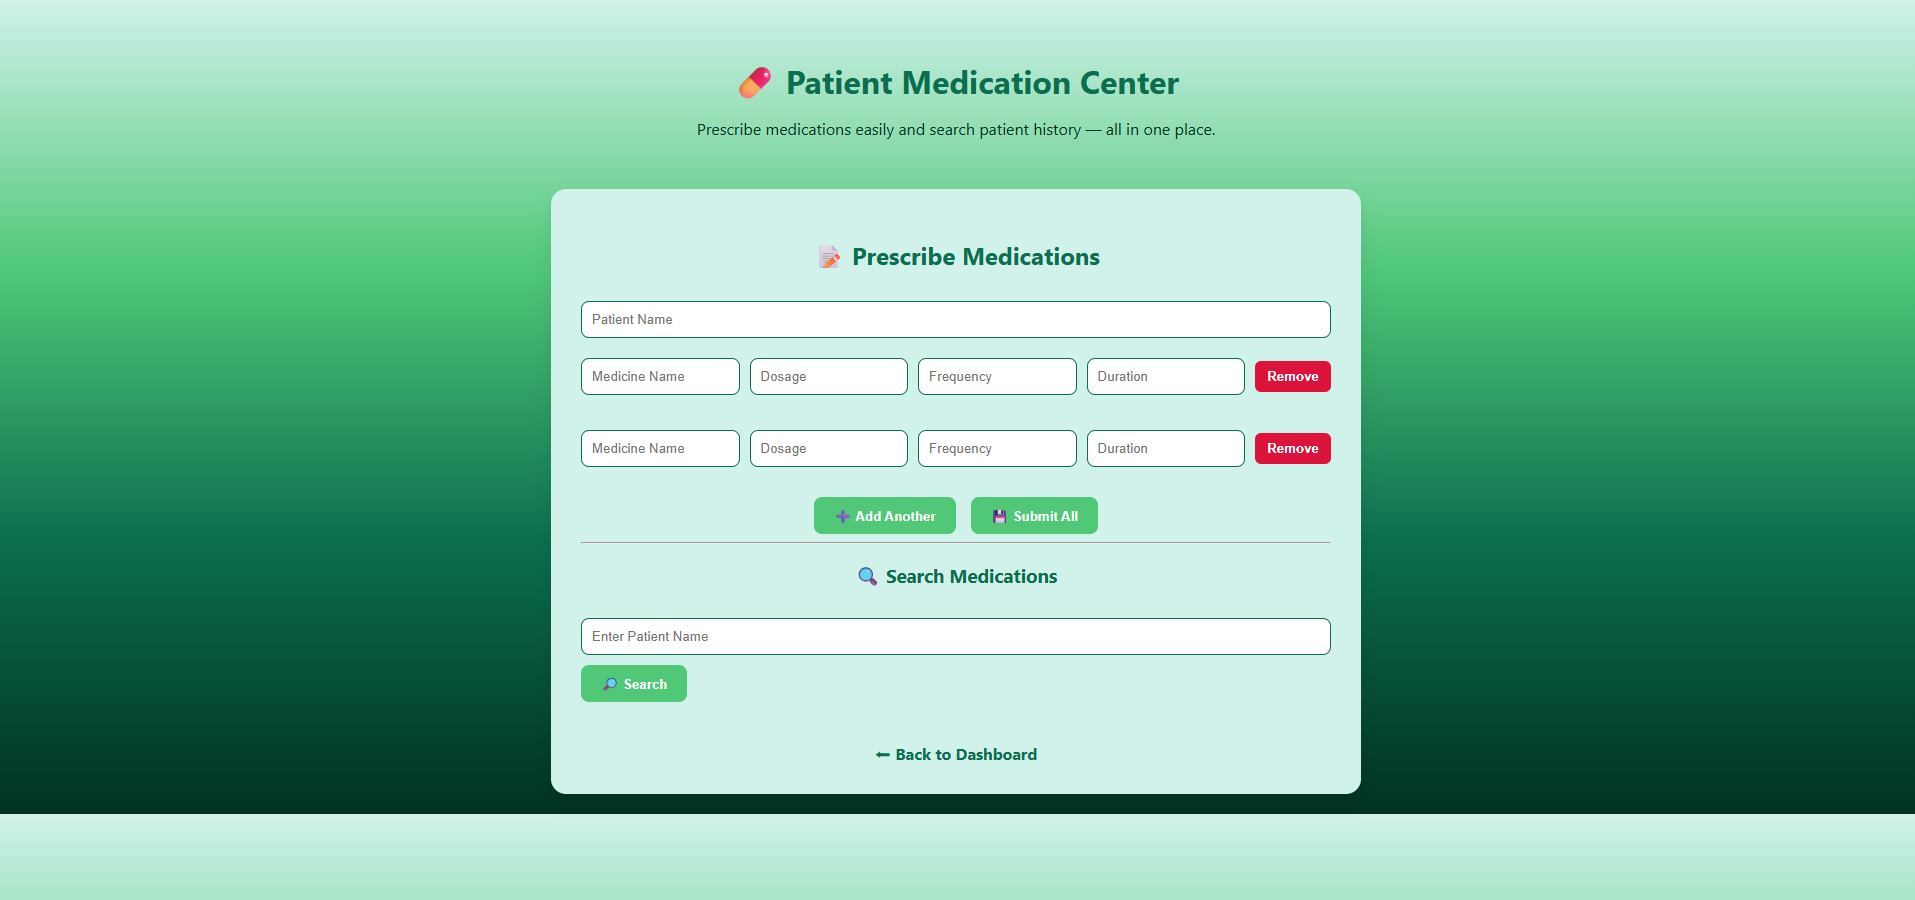 Patient Medication Center
Prescribe medications easily and search patient history — all in one place.
Prescribe Medications
Patient Name
Medicine Name Dosage Frequency Duration Remove
Medicine Name Dosage Frequency Duration Remove
Add Another Submit All
Search Medications
Enter Patient Name
Search
Back to Dashboard